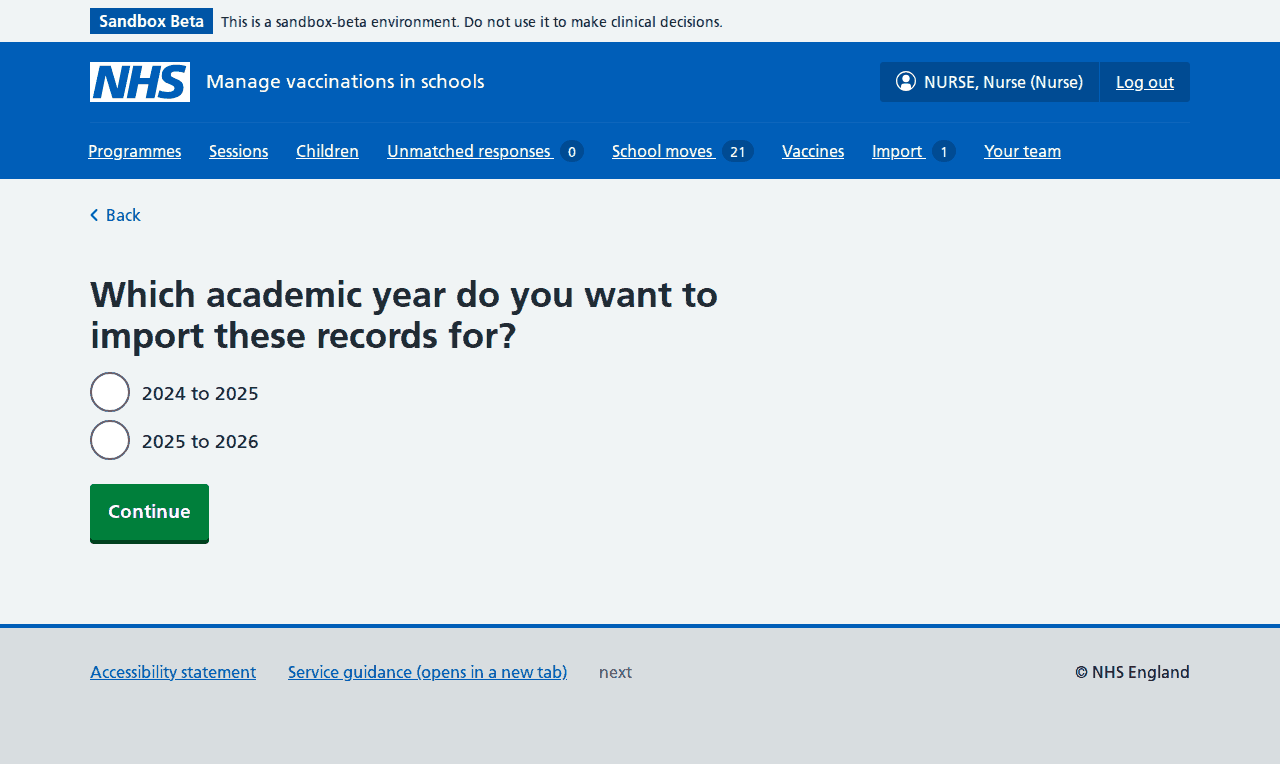 Sandbox Beta This is a sandbox-beta environment. Do not use it to make clinical decisions.
NHS Manage vaccinations in schools NURSE, Nurse (Nurse) Log out
Programmes Sessions Children Unmatched responses 0 School moves 21 Vaccines Import 1 Your team
Back
Which academic year do you want to
import these records for?
2024 to 2025
2025 to 2026
Continue
Accessibility statement Service guidance (opens in a new tab) next © NHS England